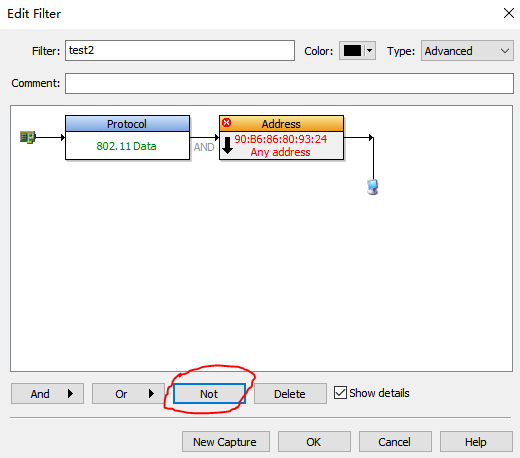 Edit Filter
Filter: test2 Color: Type: Advanced
Comment:
Protocol
802.11 Data
AND
Address
90:B6:86:80:93:24
Any address
And Or Not Delete Show details
New Capture OK Cancel Help